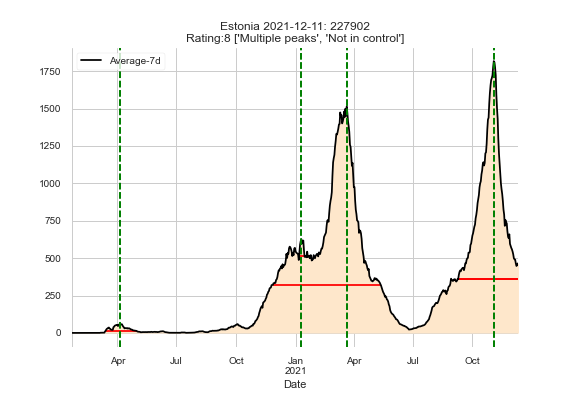 Estonia 2021-12-11: 227902
Rating:8 ['Multiple peaks', 'Not in control']
Average-7d
1750
1500
1250
1000
750
500
250
0
Apr Jul Oct Jan Apr Jul Oct
2021
Date